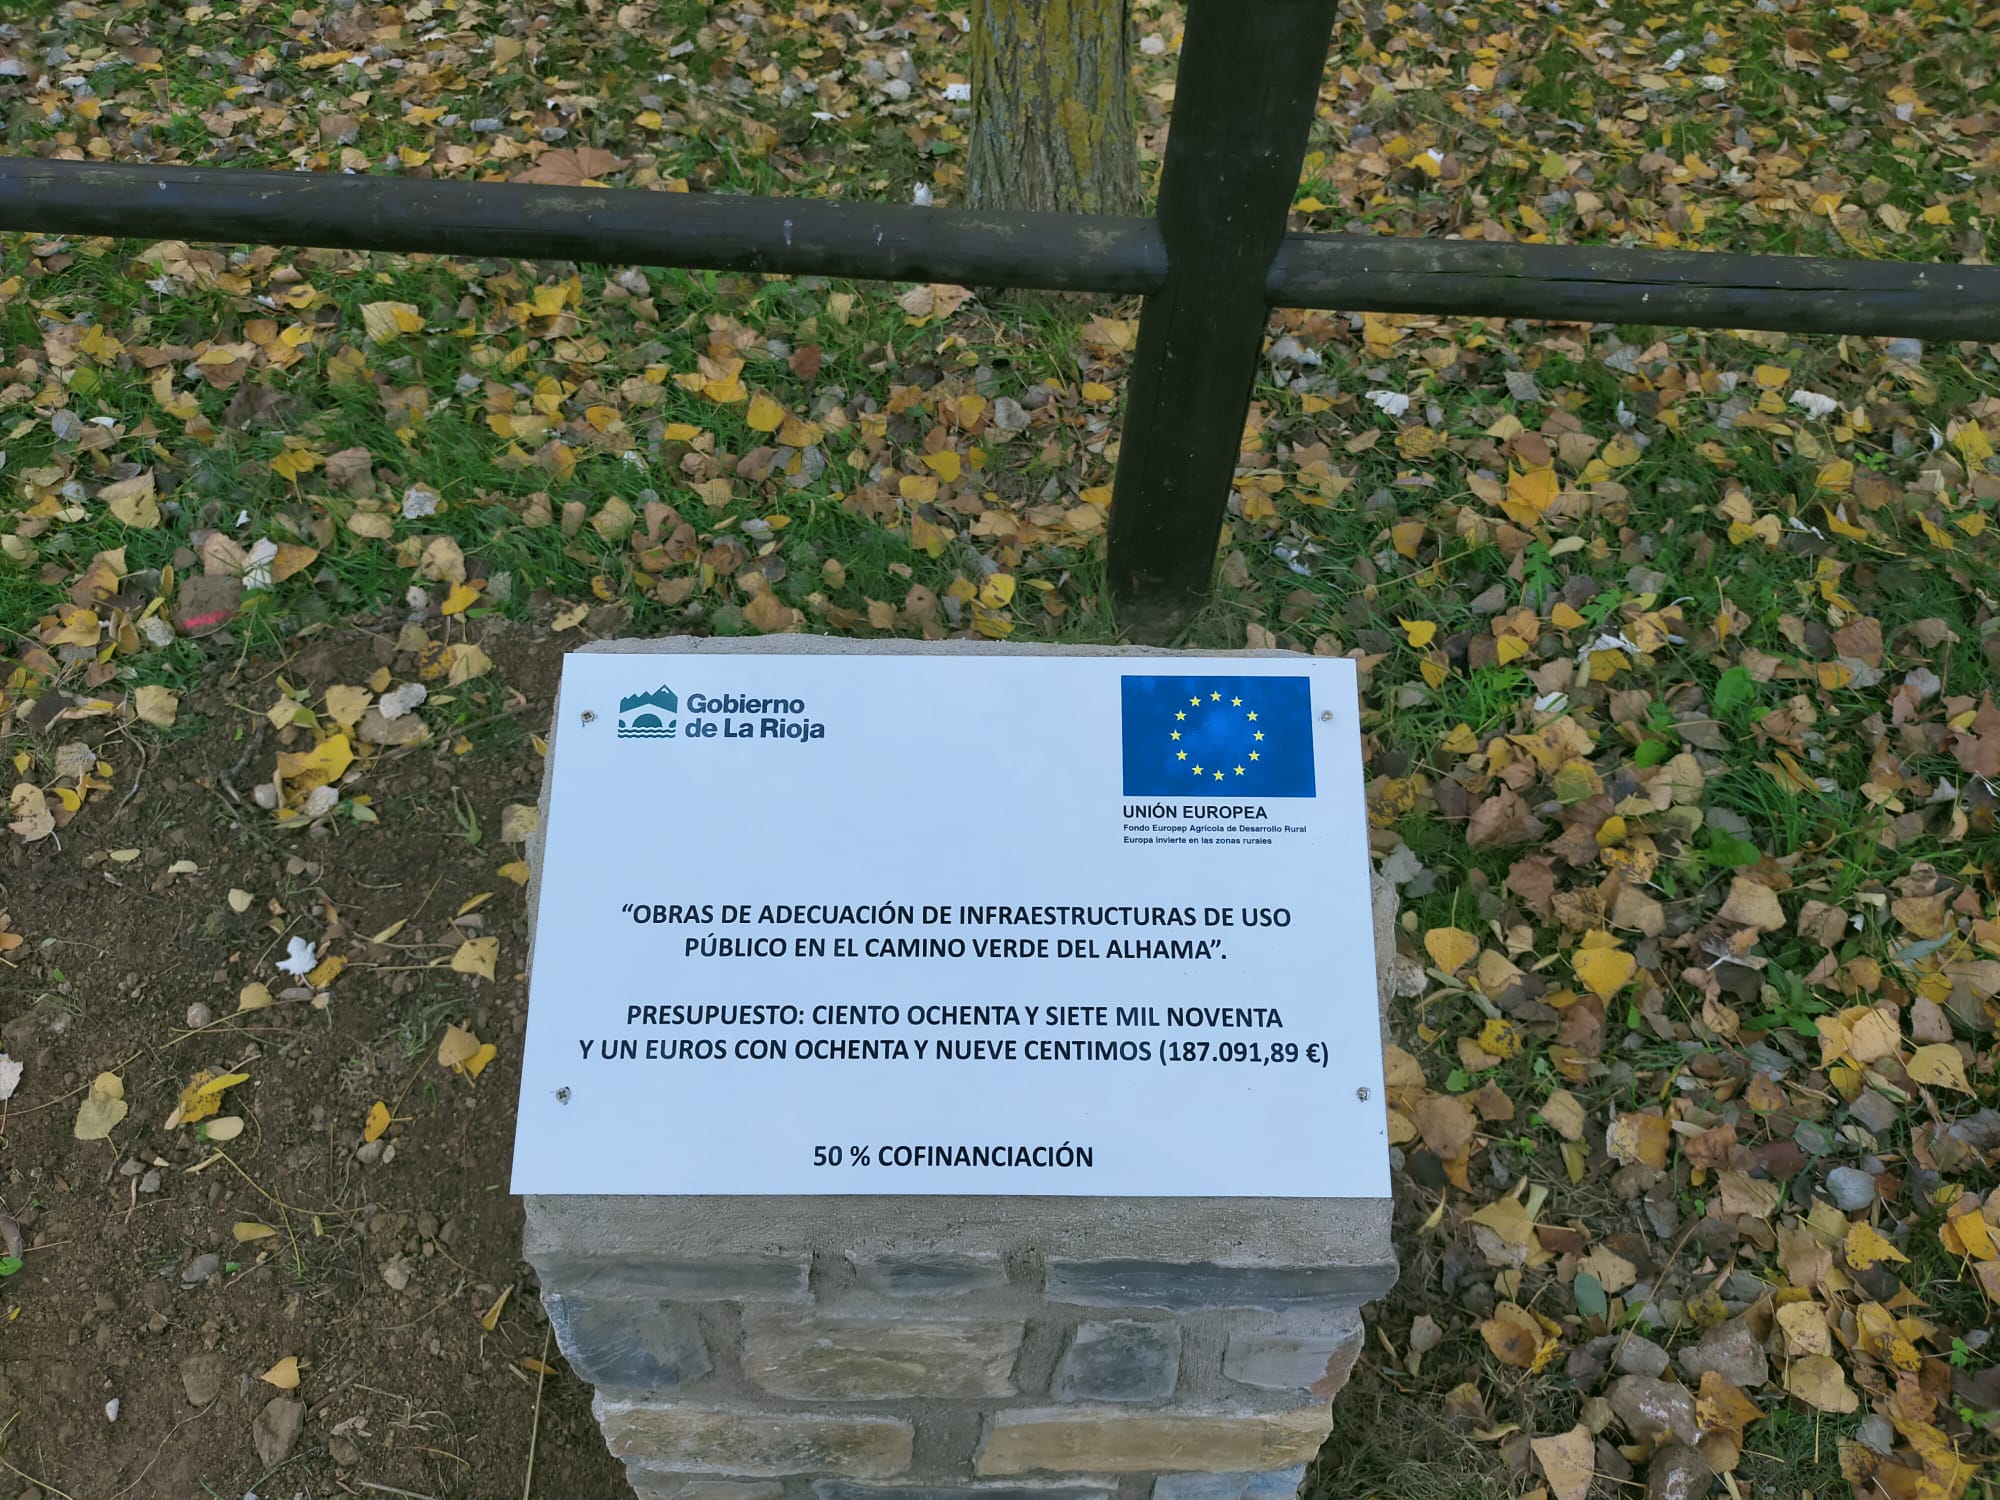 Gobierno
de La Rioja
UNIÓN EUROPEA
Fondo Europep Agrícola de Desarrollo Rural
Europa invierte en las zonas rurales
“OBRAS DE ADECUACIÓN DE INFRAESTRUCTURAS DE USO
PÚBLICO EN EL CAMINO VERDE DEL ALHAMA”.
PRESUPUESTO: CIENTO OCHENTA Y SIETE MIL NOVENTA
Y UN EUROS CON OCHENTA Y NUEVE CENTIMOS (187.091,89 €)
50 % COFINANCIACIÓN